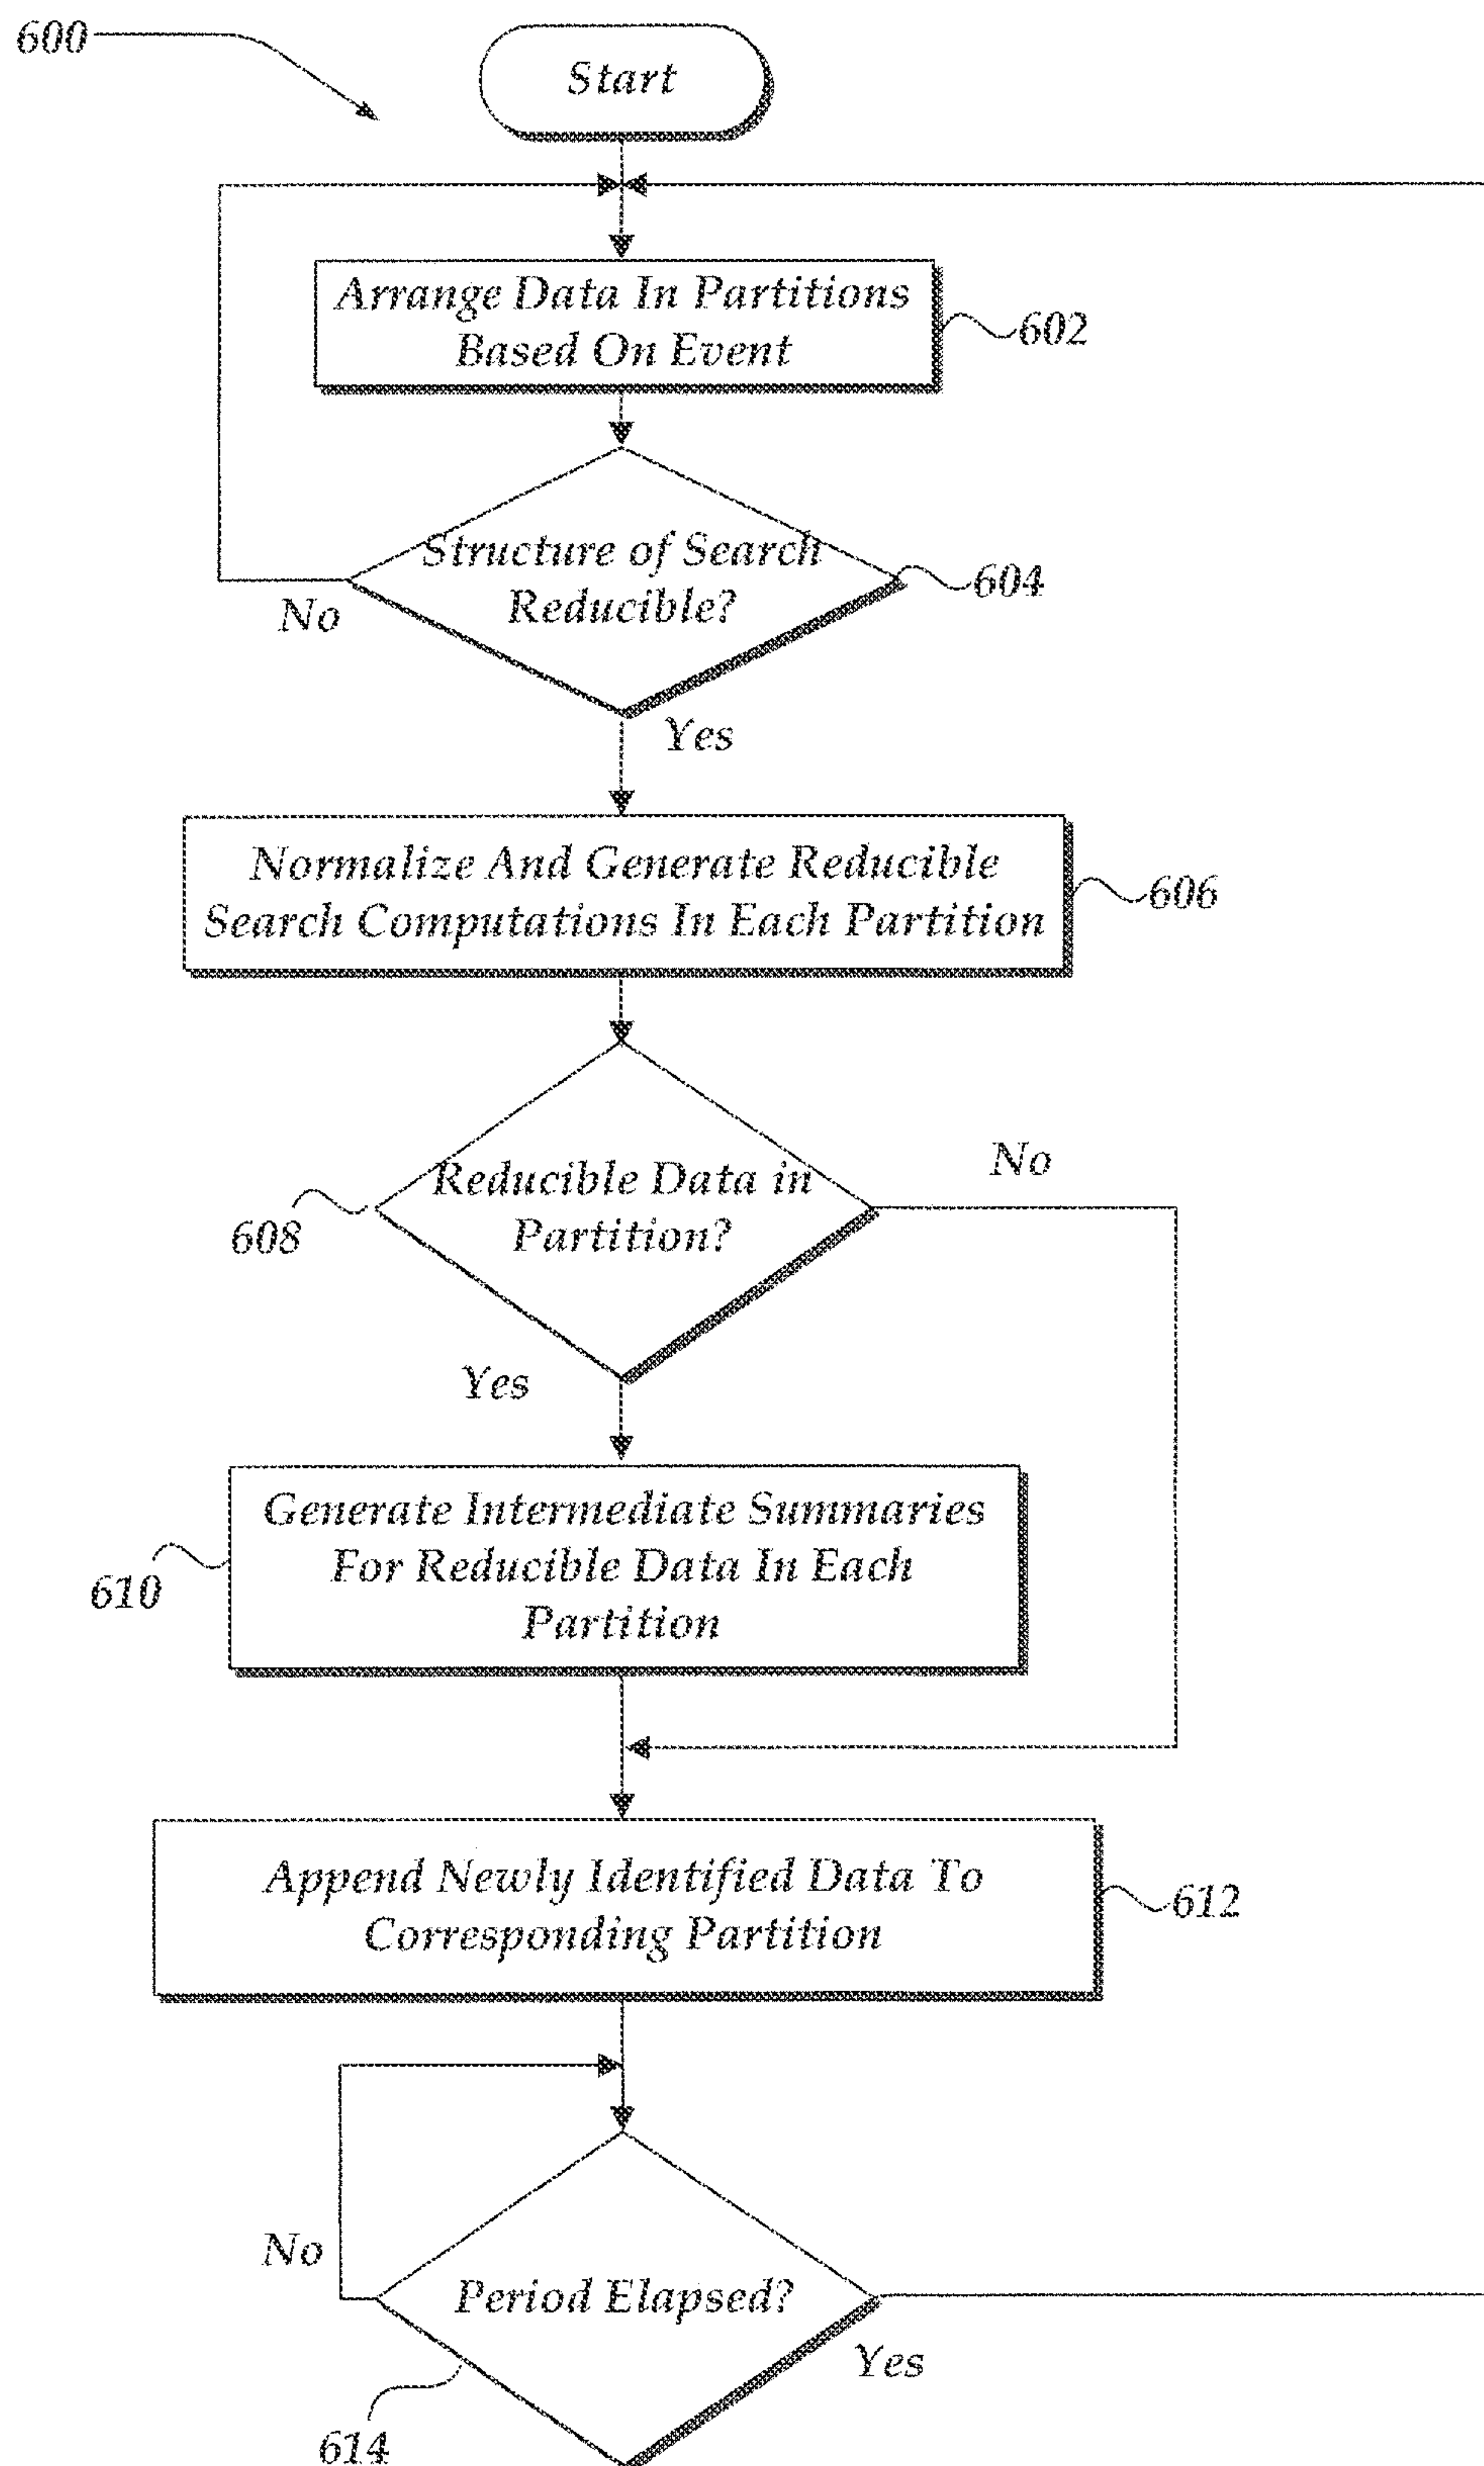 600
Start
Arrange Data In Partitions
Based On Event
602
Structure of Search
Reducible?
604
No
Yes
Normalize And Generate Reducible
Search Computations In Each Partition
606
Reducible Data in
Partition?
No
608
Yes
Generate Intermediate Summaries
For Reducible Data In Each
Partition
610
Append Newly Identified Data To
Corresponding Partition
612
No
Period Elapsed?
Yes
614